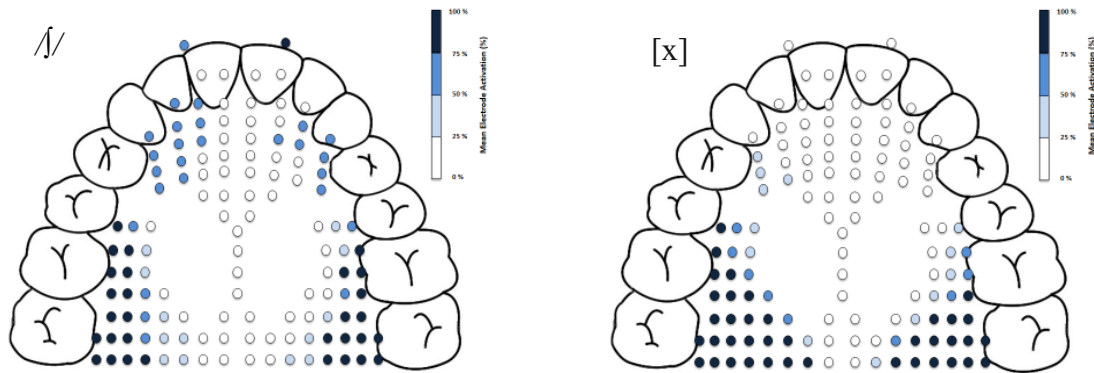 /ʃ/
100 %
75 %
50 %
25 %
0 %
Mean Electrode Activation (%)
[x]
100 %
75 %
50 %
25 %
0 %
Mean Electrode Activation (%)